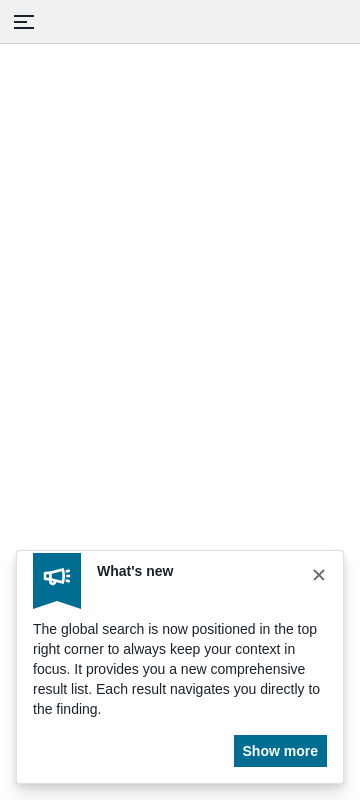 What's new
The global search is now positioned in the top
right corner to always keep your context in
focus. It provides you a new comprehensive
result list. Each result navigates you directly to
the finding.
Show more